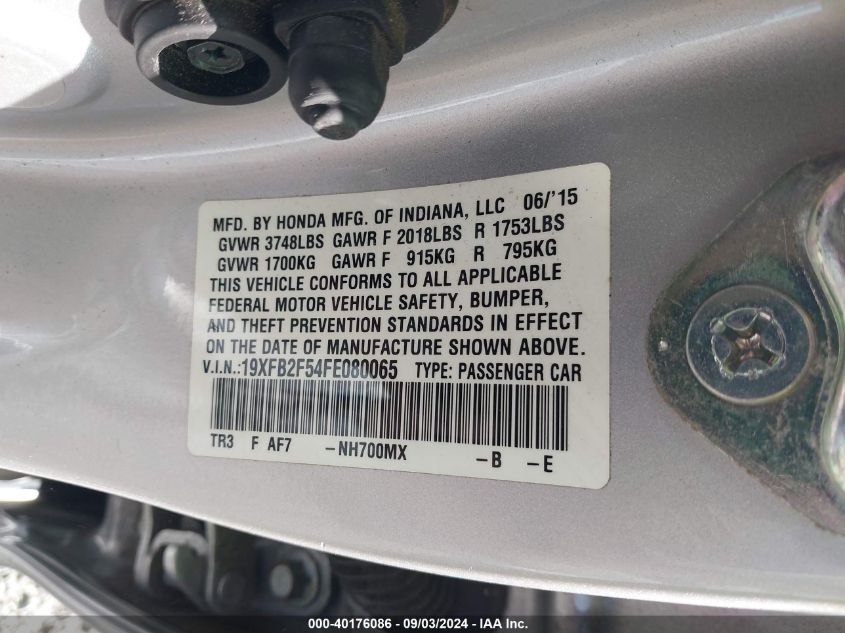 MFD. BY HONDA MFG. OF INDIANA, LLC 06/'15
GVWR 3748LBS GAWR F 2018LBS R 1753LBS
GVWR 1700KG GAWR F 915KG R 795KG
THIS VEHICLE CONFORMS TO ALL APPLICABLE
FEDERAL MOTOR VEHICLE SAFETY, BUMPER,
AND THEFT PREVENTION STANDARDS IN EFFECT
ON THE DATE OF MANUFACTURE SHOWN ABOVE.
V.I.N.:19XFB2F54FE080065 TYPE: PASSENGER CAR
TR3 F AF7 -NH700MX -B -E
000-40176086 - 09/03/2024 - IAA Inc.